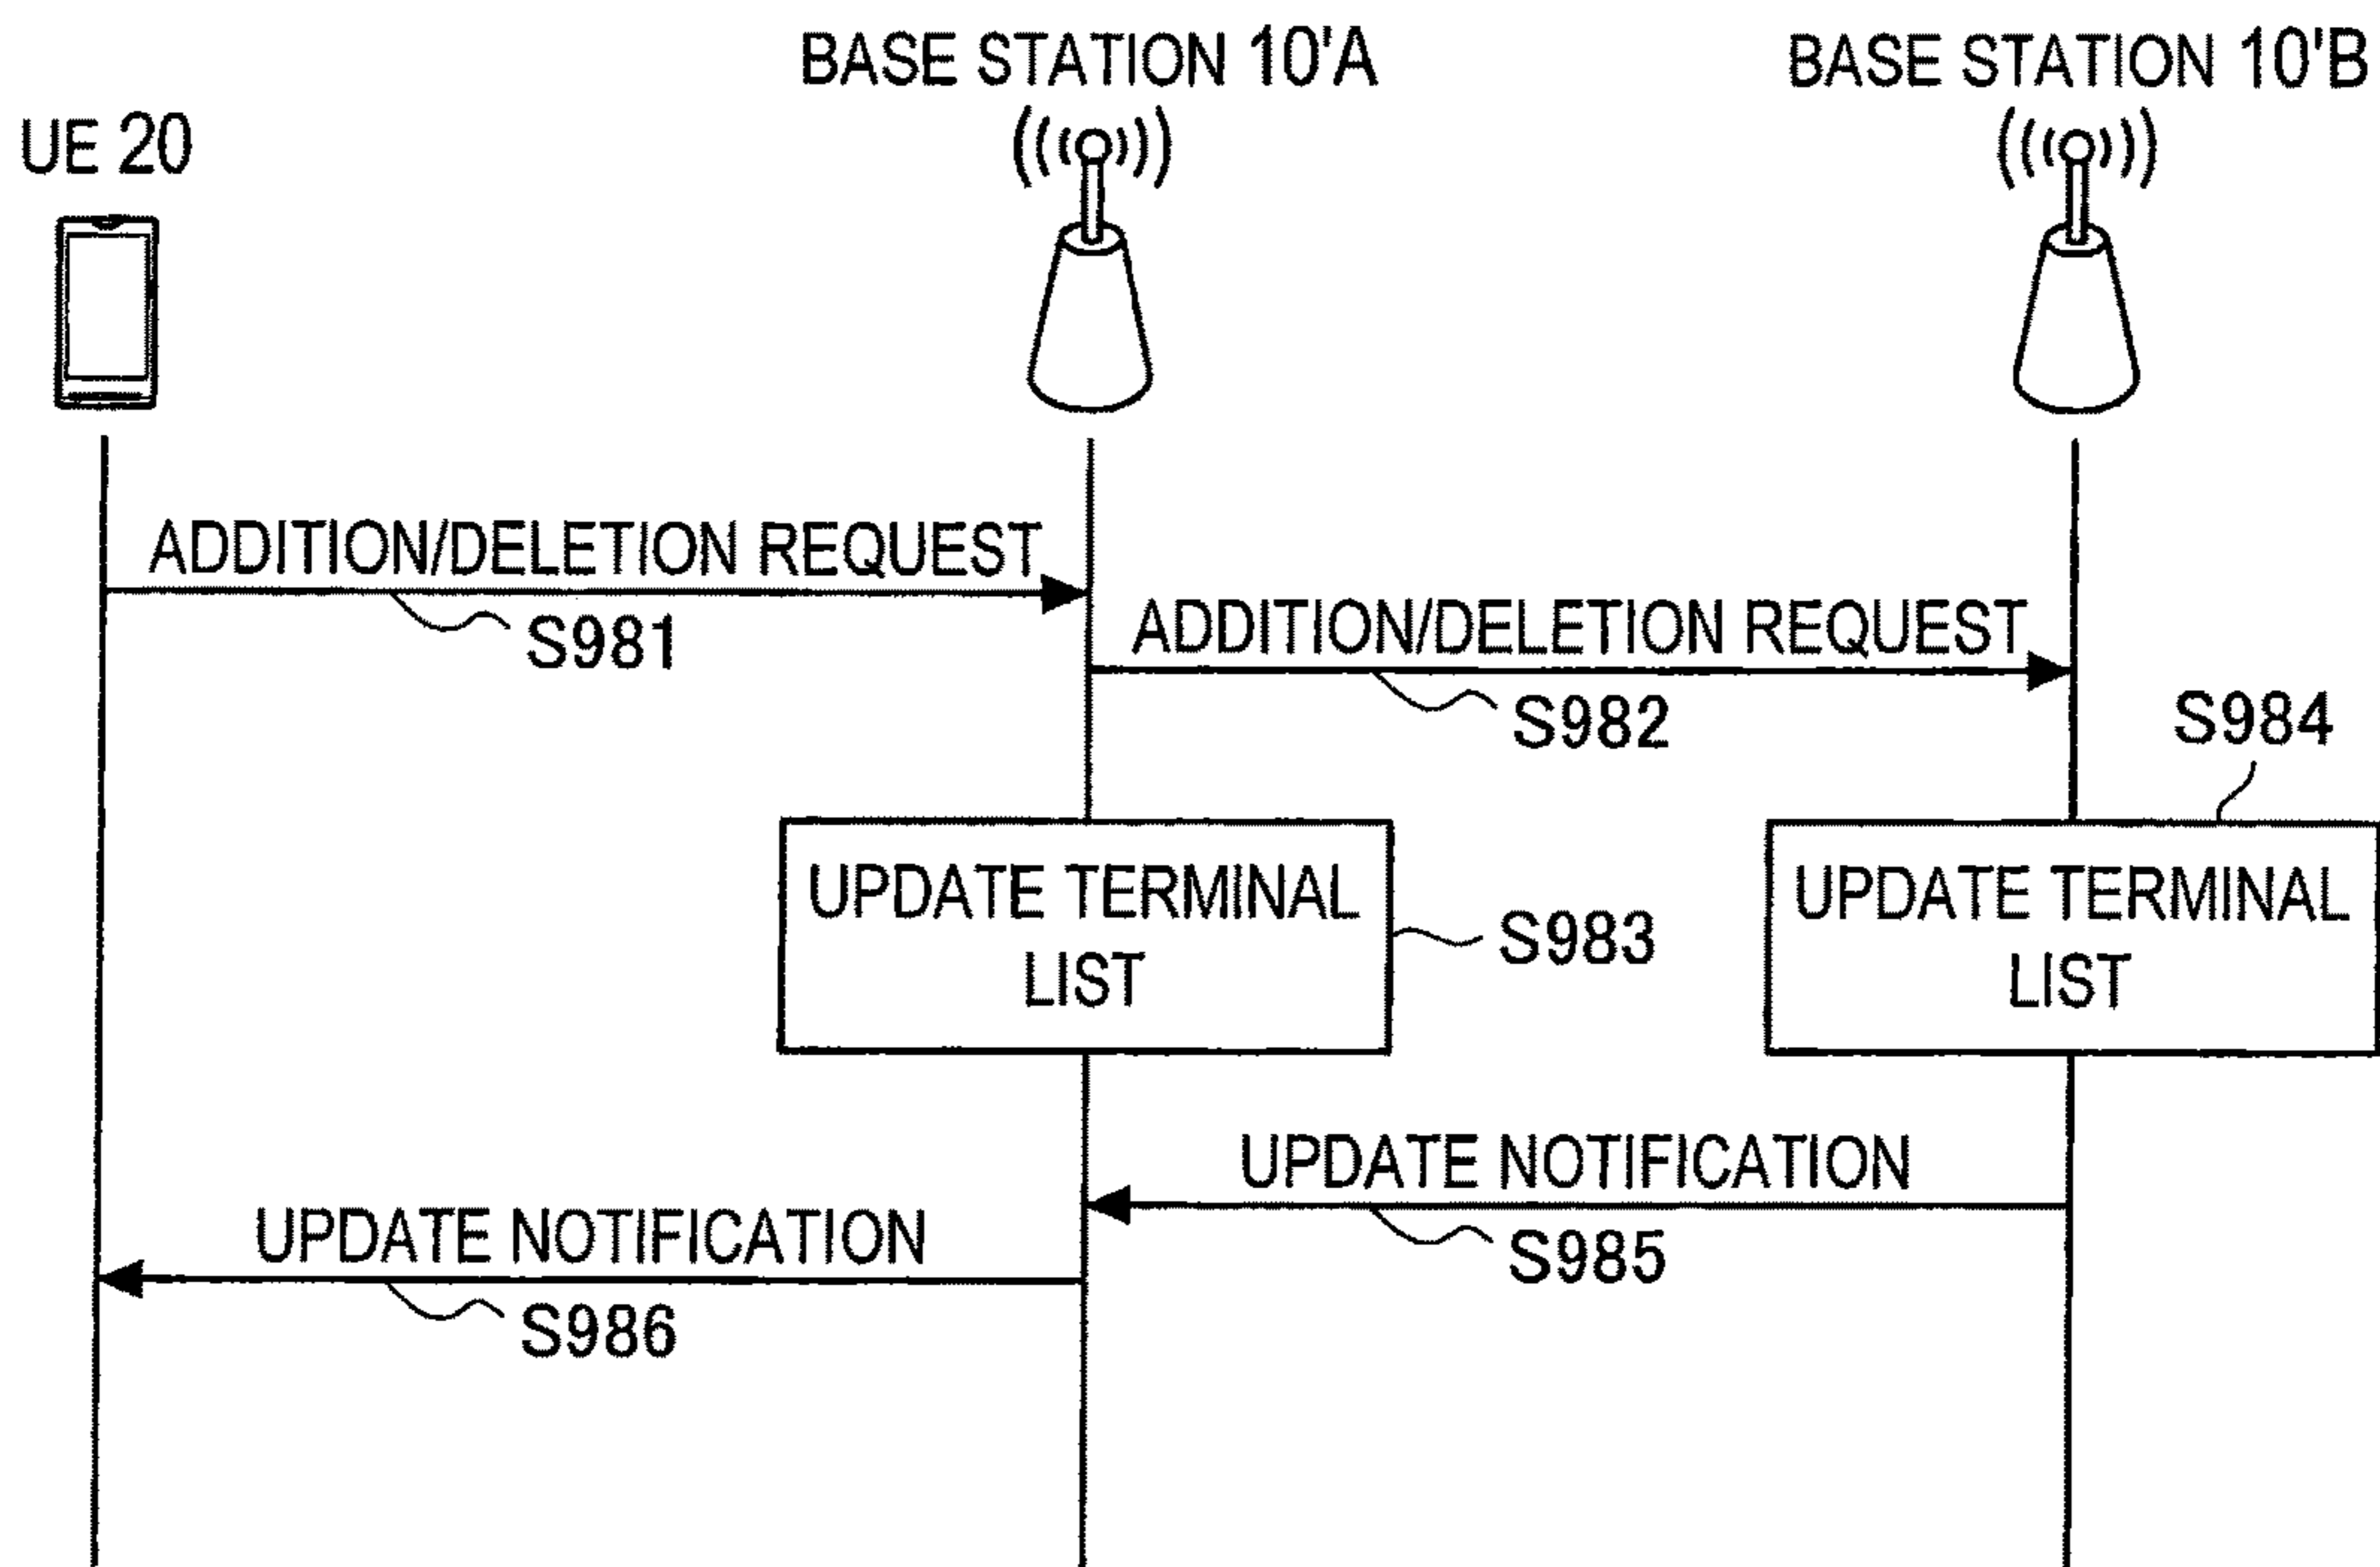 BASE STATION 10'A
BASE STATION 10'B
UE 20
ADDITION/DELETION REQUEST
S981
ADDITION/DELETION REQUEST
S982
S984
UPDATE TERMINAL
LIST
S983
UPDATE TERMINAL
LIST
UPDATE NOTIFICATION
S985
UPDATE NOTIFICATION
S986